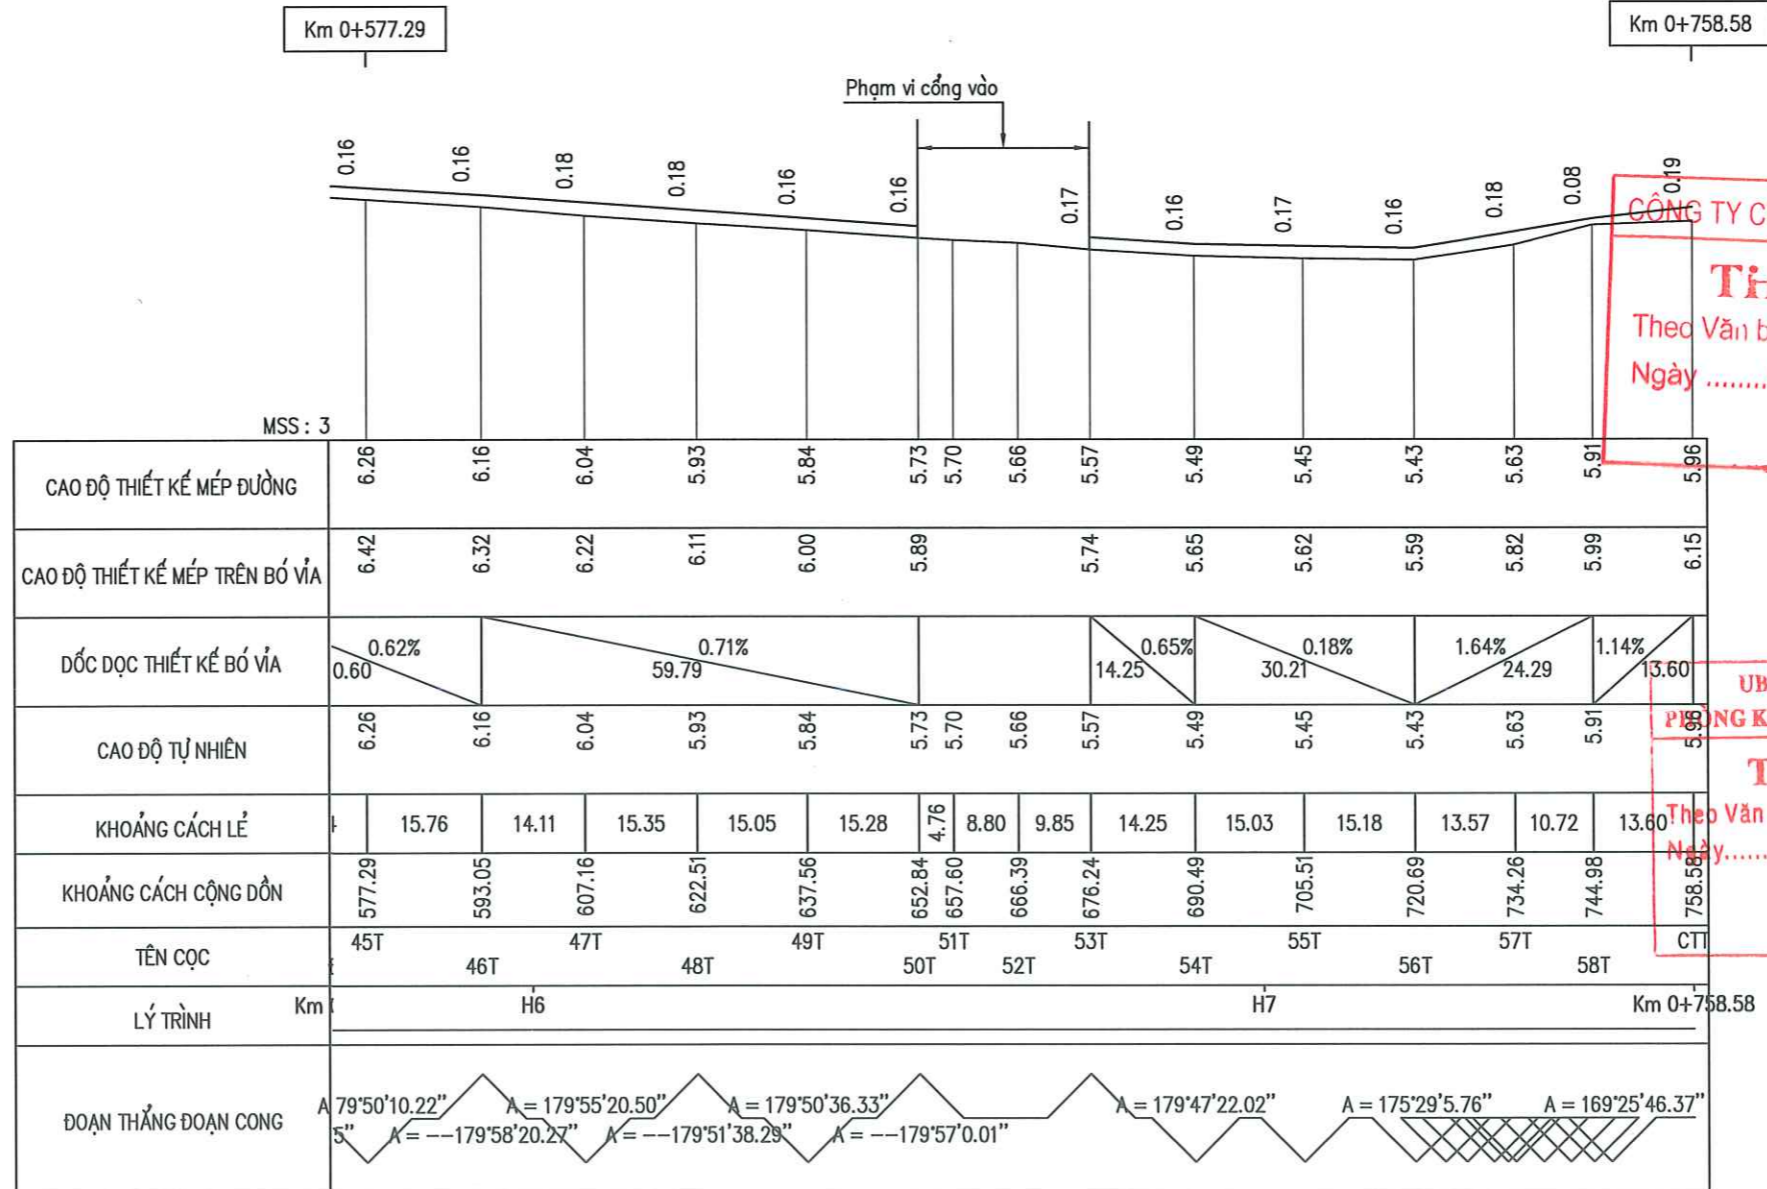 Km 0+577.29
Km 0+758.58
Phạm vi cổng vào
0.16 0.16 0.18 0.18 0.16 0.16 0.17 0.16 0.17 0.16 0.18 0.08 0.19
CÔNG TY C
Theo Văn b
Ngày ........
MSS : 3
CAO ĐỘ THIẾT KẾ MÉP ĐƯỜNG 6.26 6.16 6.04 5.93 5.84 5.73 5.70 5.66 5.57 5.49 5.45 5.43 5.63 5.91 5.96
CAO ĐỘ THIẾT KẾ MÉP TRÊN BÓ VỈA 6.42 6.32 6.22 6.11 6.00 5.89 5.74 5.65 5.62 5.59 5.82 5.99 6.15
DỐC DỌC THIẾT KẾ BÓ VỈA 0.62% 0.71% 0.65% 0.18% 1.64% 1.14%
0.60 59.79 14.25 30.21 24.29 13.60
UB
PHÒNG K
CAO ĐỘ TỰ NHIÊN 6.26 6.16 6.04 5.93 5.84 5.73 5.70 5.66 5.57 5.49 5.45 5.43 5.63 5.91 5.96
T
KHOẢNG CÁCH LẺ 15.76 14.11 15.35 15.05 15.28 4.76 8.80 9.85 14.25 15.03 15.18 13.57 10.72 13.60
Theo Văn
Ngày......
KHOẢNG CÁCH CỘNG DỒN 577.29 593.05 607.16 622.51 637.56 652.84 657.60 666.39 676.24 690.49 705.51 720.69 734.26 744.98 758.58
TÊN CỌC 45T 46T 47T 48T 49T 50T 51T 52T 53T 54T 55T 56T 57T 58T CTT
LÝ TRÌNH Km H6 H7 Km 0+758.58
ĐOẠN THẲNG ĐOẠN CONG A 79°50'10.22" A = 179°55'20.50" A = 179°50'36.33" A = 179°47'22.02" A = 175°29'5.76" A = 169°25'46.37"
5" A = --179°58'20.27" A = --179°51'38.29" A = --179°57'0.01"